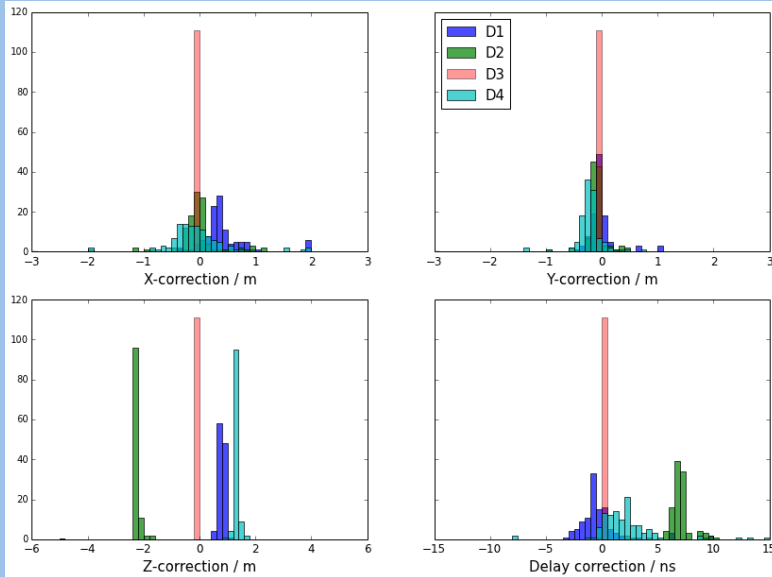 120
100
80
60
40
20
0
−3 −2 −1 0 1 2 3
X-correction / m
D1
D2
D3
D4
−3 −2 −1 0 1 2 3
Y-correction / m
120
100
80
60
40
20
0
−6 −4 −2 0 2 4 6
Z-correction / m
−15 −10 −5 0 5 10 15
Delay correction / ns